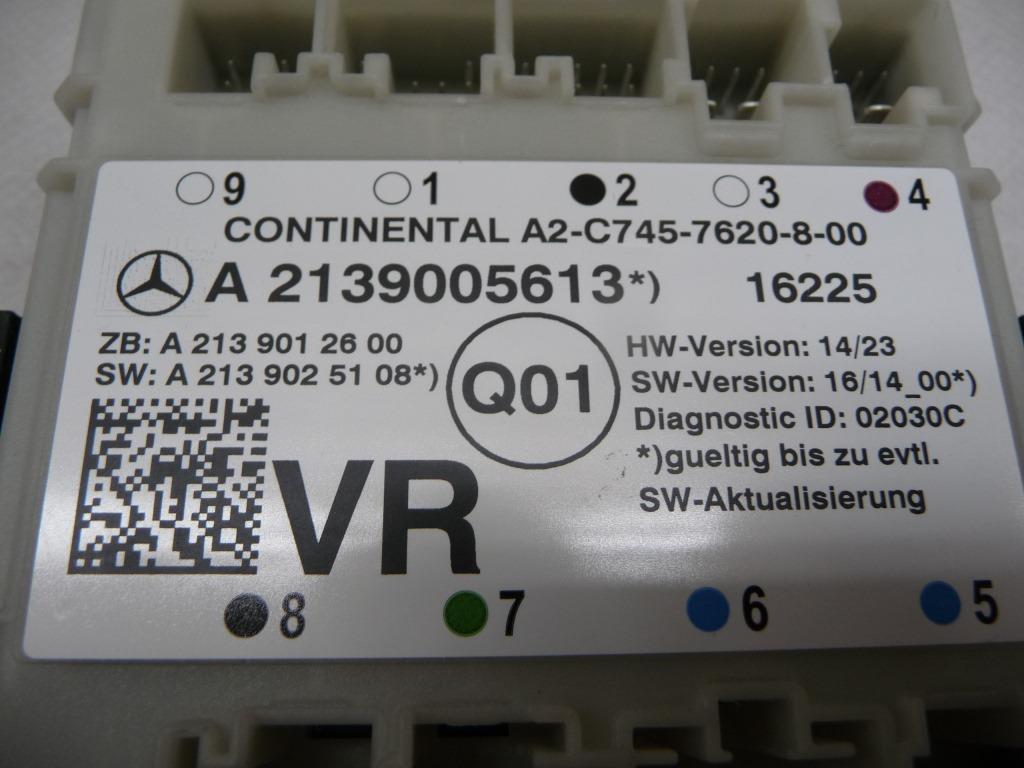 9 1 2 3 4
CONTINENTAL A2-C745-7620-8-00
A 2139005613*) 16225
ZB: A 213 901 26 00
SW: A 213 902 51 08*)
Q01
HW-Version: 14/23
SW-Version: 16/14_00*)
Diagnostic ID: 02030C
*)gueltig bis zu evtl.
SW-Aktualisierung
VR
8 7 6 5